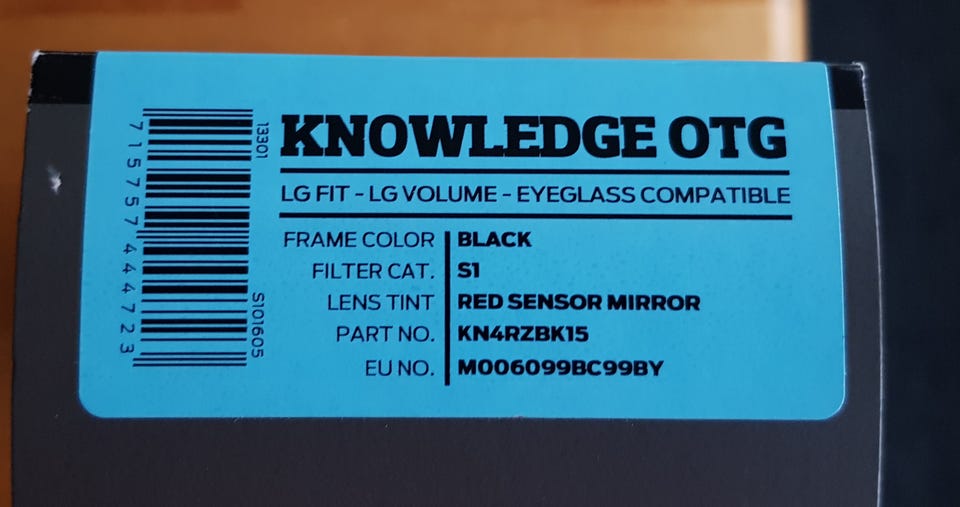 KNOWLEDGE OTG
LG FIT - LG VOLUME - EYEGLASS COMPATIBLE
FRAME COLOR BLACK
FILTER CAT. S1
LENS TINT RED SENSOR MIRROR
PART NO. KN4RZBK15
EU NO. M006099BC99BY
13301
S101605
715757444723